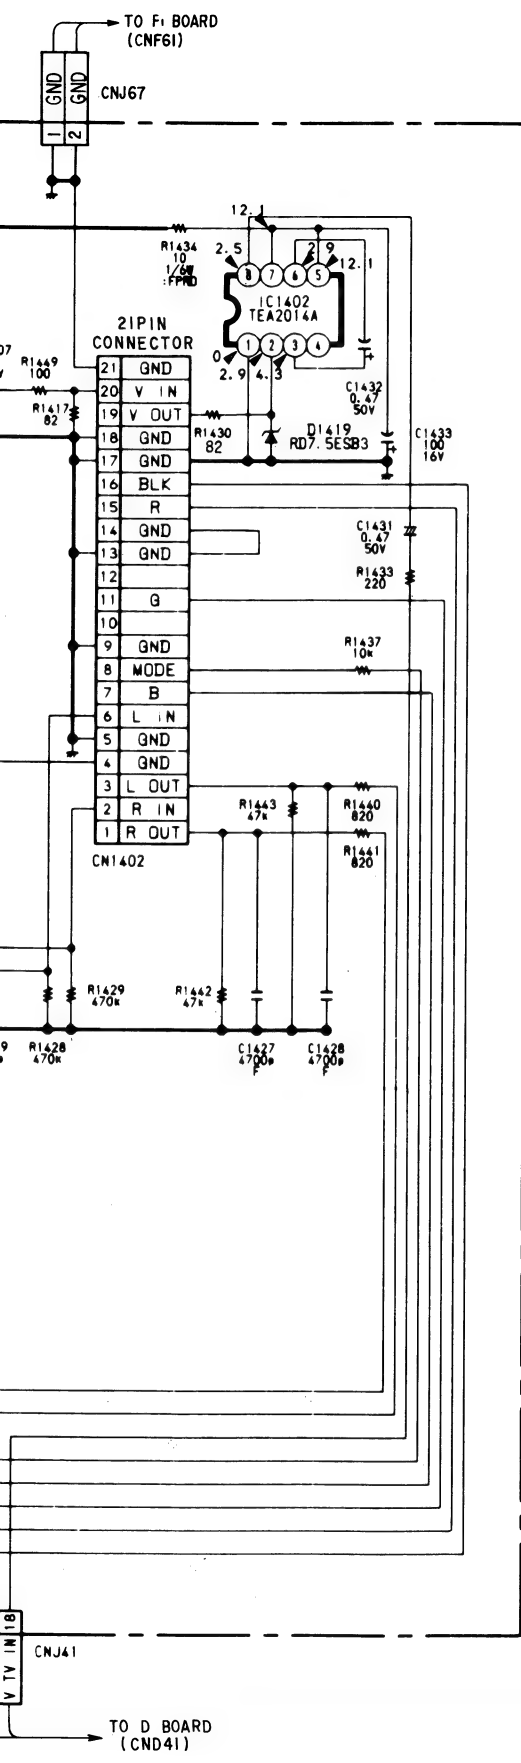 TO F1 BOARD
(CNF61)
GND GND
CNJ67
1 2
12.1
R1434
10
1/6W
:FPRD
2.5
2.9
12.1
8 7 6 5
IC1402
TEA2014A
1 2 3 4
0
2.9 4.3
21PIN
CONNECTOR
07
R1449
100
R1417
82
21 GND
20 V IN
19 V OUT
18 GND
17 GND
16 BLK
15 R
14 GND
13 GND
12
11 G
10
9 GND
8 MODE
7 B
6 L IN
5 GND
4 GND
3 L OUT
2 R IN
1 R OUT
CN1402
R1430
82
D1419
RD7.5ESB3
C1432
0.47
50V
C1433
100
16V
C1431
0.47
50V
R1433
220
R1437
10k
R1443
47k
R1440
820
R1441
820
R1429
470k
R1442
47k
9
R1428
470k
C1427
4700p
F
C1428
4700p
F
18
V TV IN
CNJ41
TO D BOARD
(CND41)